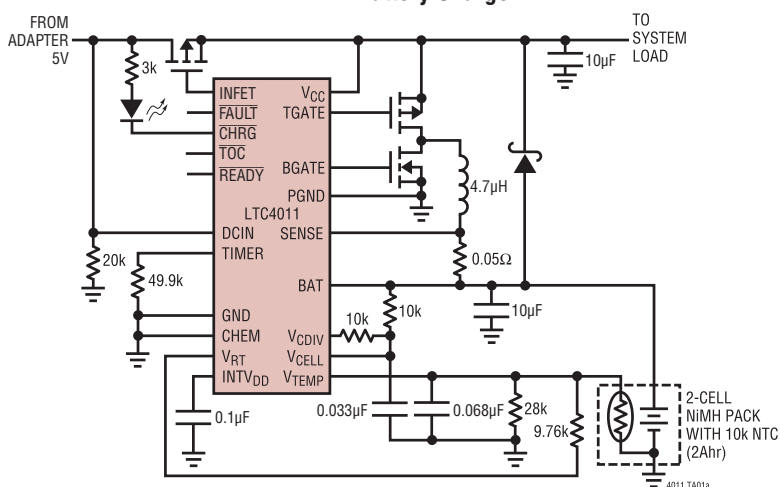 FROM
ADAPTER
5V
TO
SYSTEM
LOAD
3k
10µF
INFET
VCC
FAULT
TGATE
CHRG
TOC
BGATE
READY
4.7µH
PGND
LTC4011
DCIN
SENSE
20k
TIMER
0.05Ω
49.9k
BAT
10k
10µF
10k
GND
CHEM
VCDIV
VRT
VCELL
INTVDD
VTEMP
0.1µF
0.033µF
0.068µF
28k
9.76k
2-CELL
NiMH PACK
WITH 10k NTC
(2Ahr)
4011 TA01a